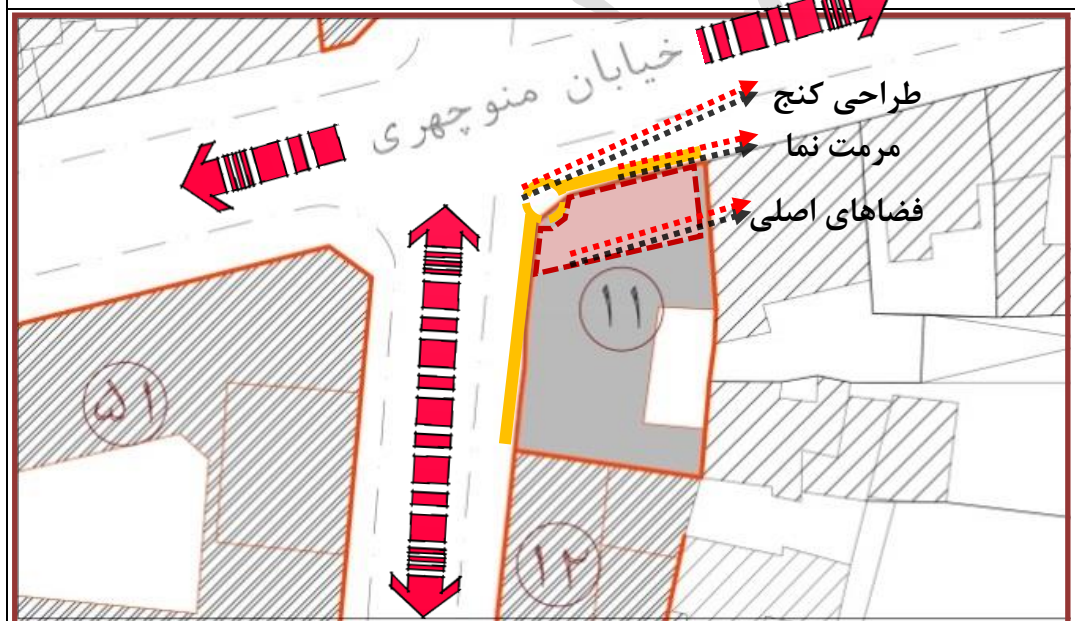 خیابان منوچهری
طراحی کنج
مرمت نما
فضاهای اصلی
۱۱
۵۱
۱۲